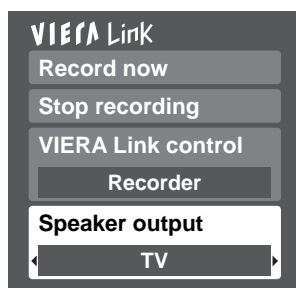 VIERA Link
Record now
Stop recording
VIERA Link control
Recorder
Speaker output
TV